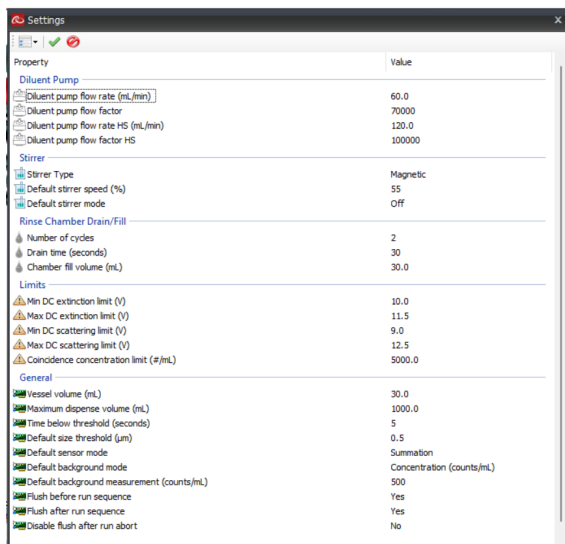 Settings
x
Property Value
Diluent Pump
Diluent pump flow rate (mL/min) 60.0
Diluent pump flow factor 70000
Diluent pump flow rate HS (mL/min) 120.0
Diluent pump flow factor HS 100000
Stirrer
Stirrer Type Magnetic
Default stirrer speed (%) 55
Default stirrer mode Off
Rinse Chamber Drain/Fill
Number of cycles 2
Drain time (seconds) 30
Chamber fill volume (mL) 30.0
Limits
Min DC extinction limit (V) 10.0
Max DC extinction limit (V) 11.5
Min DC scattering limit (V) 9.0
Max DC scattering limit (V) 12.5
Coincidence concentration limit (#/mL) 5000.0
General
Vessel volume (mL) 30.0
Maximum dispense volume (mL) 1000.0
Time below threshold (seconds) 5
Default size threshold (µm) 0.5
Default sensor mode Summation
Default background mode Concentration (counts/mL)
Default background measurement (counts/mL) 500
Flush before run sequence Yes
Flush after run sequence Yes
Disable flush after run abort No